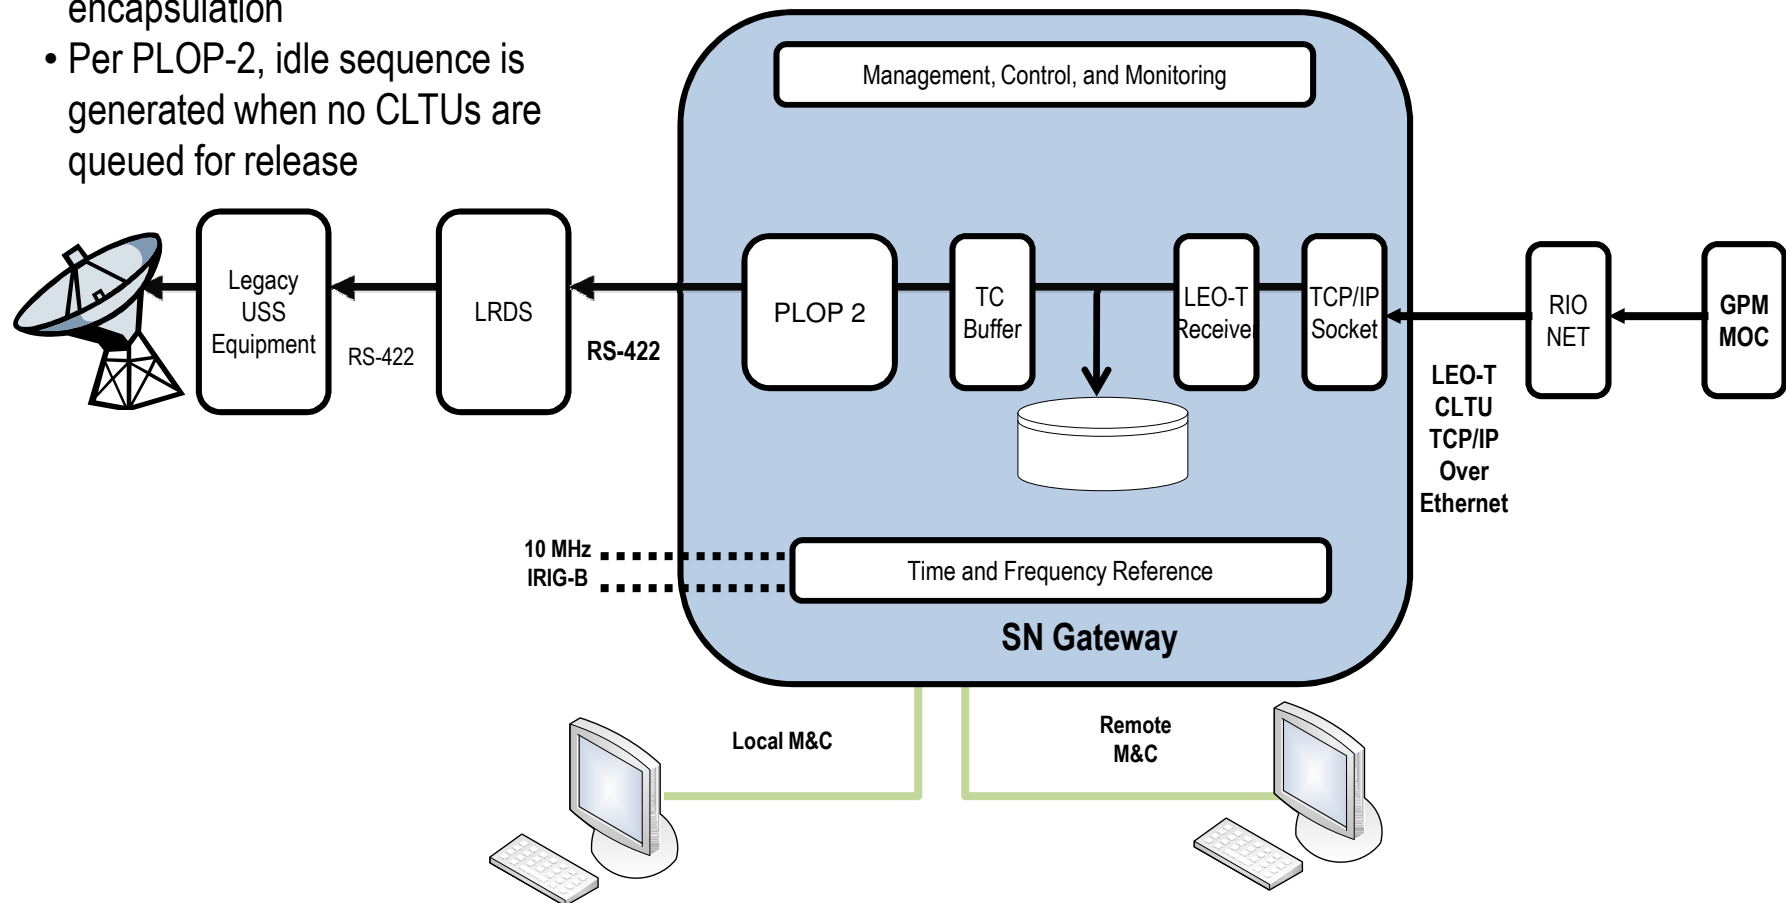 encapsulation
• Per PLOP-2, idle sequence is
generated when no CLTUs are
queued for release
Management, Control, and Monitoring
Legacy
USS
Equipment
RS-422
LRDS
RS-422
PLOP 2
TC
Buffer
LEO-T
Receiver
TCP/IP
Socket
LEO-T
CLTU
TCP/IP
Over
Ethernet
RIO
NET
GPM
MOC
10 MHz
IRIG-B
Time and Frequency Reference
SN Gateway
Local M&C
Remote
M&C